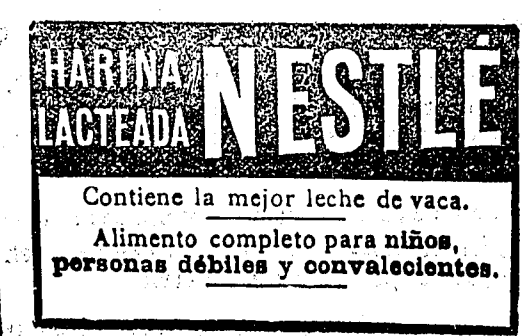 HARINA
LACTEADA
NESTLÉ
Contiene la mejor leche de vaca.
Alimento completo para niños,
personas débiles y convalecientes.